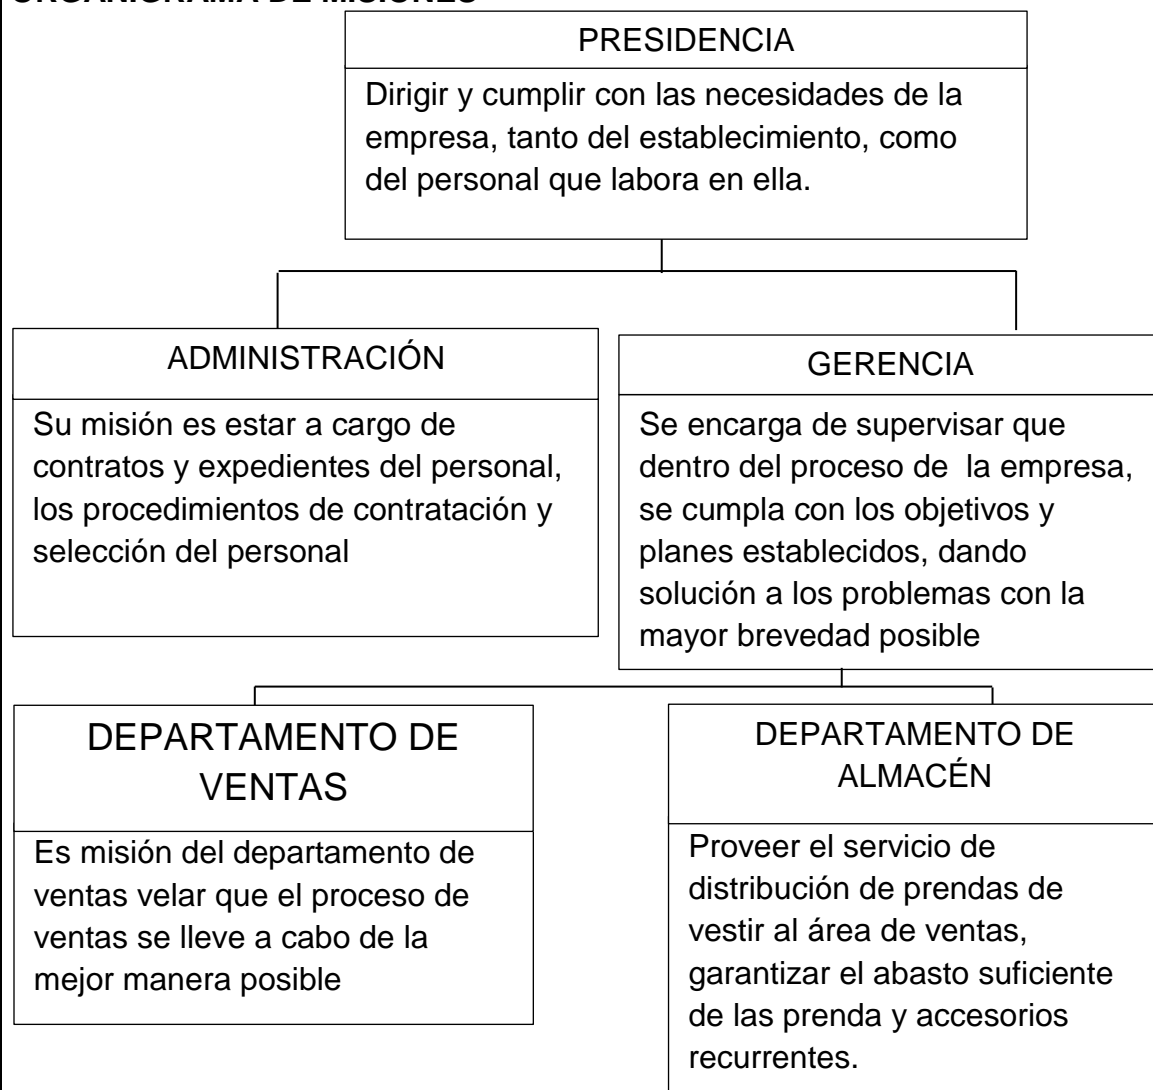 ORGANIGRAMA DE MISIONES
PRESIDENCIA
Dirigir y cumplir con las necesidades de la
empresa, tanto del establecimiento, como
del personal que labora en ella.
ADMINISTRACIÓN
Su misión es estar a cargo de
contratos y expedientes del personal,
los procedimientos de contratación y
selección del personal
GERENCIA
Se encarga de supervisar que
dentro del proceso de  la empresa,
se cumpla con los objetivos y
planes establecidos, dando
solución a los problemas con la
mayor brevedad posible
DEPARTAMENTO DE
VENTAS
Es misión del departamento de
ventas velar que el proceso de
ventas se lleve a cabo de la
mejor manera posible
DEPARTAMENTO DE
ALMACÉN
Proveer el servicio de
distribución de prendas de
vestir al área de ventas,
garantizar el abasto suficiente
de las prenda y accesorios
recurrentes.